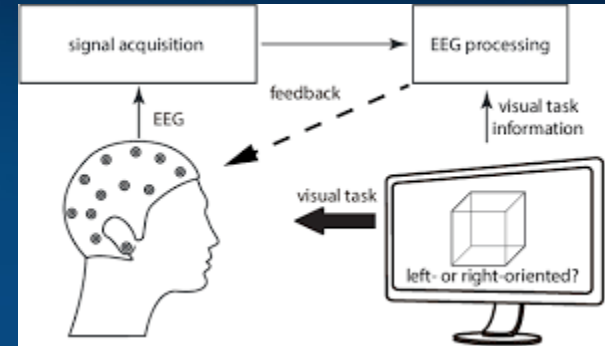 signal acquisition
EEG processing
feedback
EEG
visual task
information
visual task
left- or right-oriented?